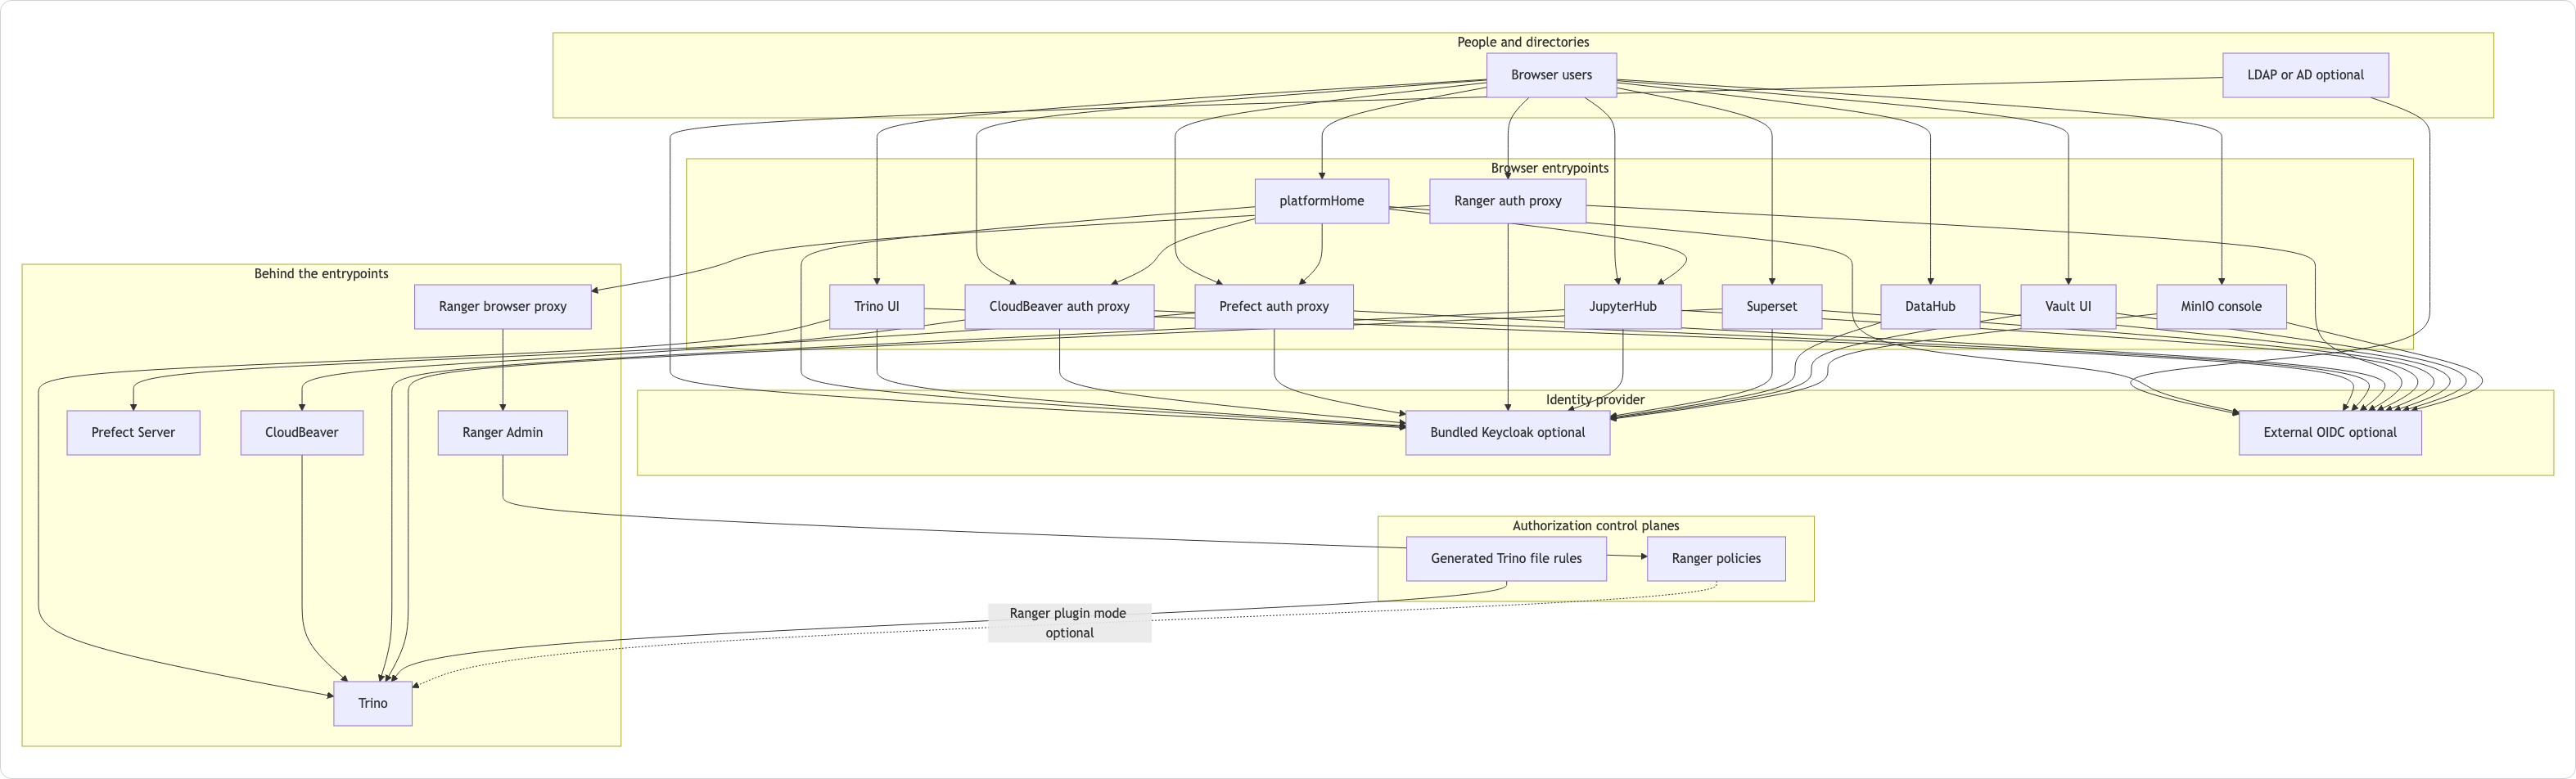 People and directories
Browser users
LDAP or AD optional
Browser entrypoints
platformHome
Ranger auth proxy
Behind the entrypoints
Ranger browser proxy
Trino UI
CloudBeaver auth proxy
Prefect auth proxy
JupyterHub
Superset
DataHub
Vault UI
MinIO console
Identity provider
Prefect Server
CloudBeaver
Ranger Admin
Bundled Keycloak optional
External OIDC optional
Authorization control planes
Generated Trino file rules
Ranger policies
Ranger plugin mode
optional
Trino